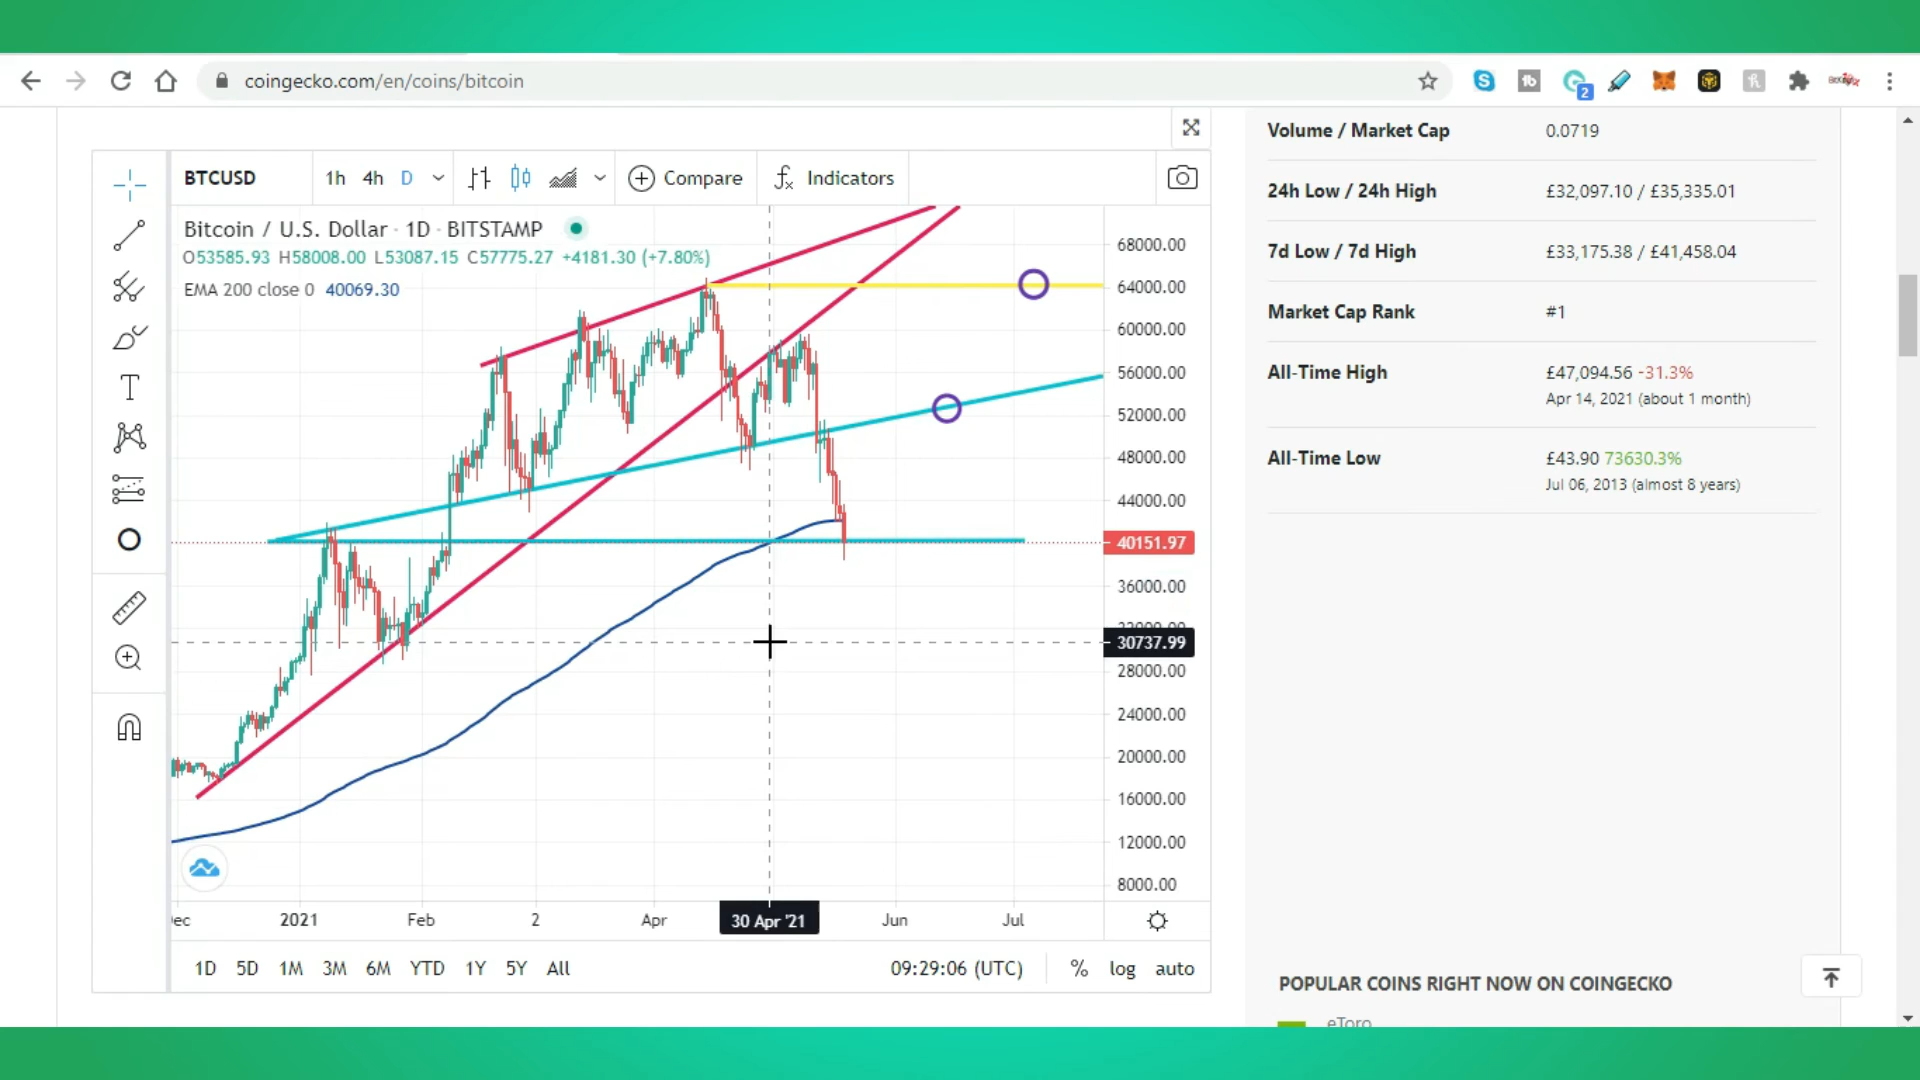 coingecko.com/en/coins/bitcoin
2
BTCUSD
1h 4h D
Compare
Indicators
Bitcoin / U.S. Dollar · 1D · BITSTAMP
O53585.93 H58008.00 L53087.15 C57775.27 +4181.30 (+7.80%)
EMA 200 close 0 40069.30
68000.00
64000.00
60000.00
56000.00
52000.00
48000.00
44000.00
40151.97
36000.00
30737.99
28000.00
24000.00
20000.00
16000.00
12000.00
8000.00
2021 Feb 2 Apr 30 Apr '21 Jun Jul
1D 5D 1M 3M 6M YTD 1Y 5Y All
09:29:06 (UTC) % log auto
Volume / Market Cap 0.0719
24h Low / 24h High £32,097.10 / £35,335.01
7d Low / 7d High £33,175.38 / £41,458.04
Market Cap Rank #1
All-Time High £47,094.56 -31.3%
Apr 14, 2021 (about 1 month)
All-Time Low £43.90 73630.3%
Jul 06, 2013 (almost 8 years)
POPULAR COINS RIGHT NOW ON COINGECKO
eToro